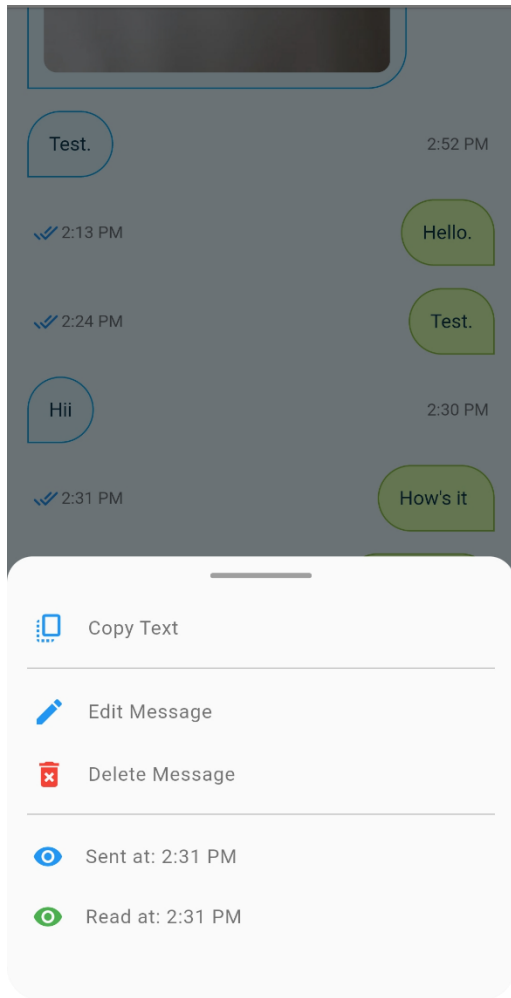 Test.
2:52 PM
2:13 PM
Hello.
2:24 PM
Test.
Hii
2:30 PM
2:31 PM
How's it
Copy Text
Edit Message
Delete Message
Sent at: 2:31 PM
Read at: 2:31 PM